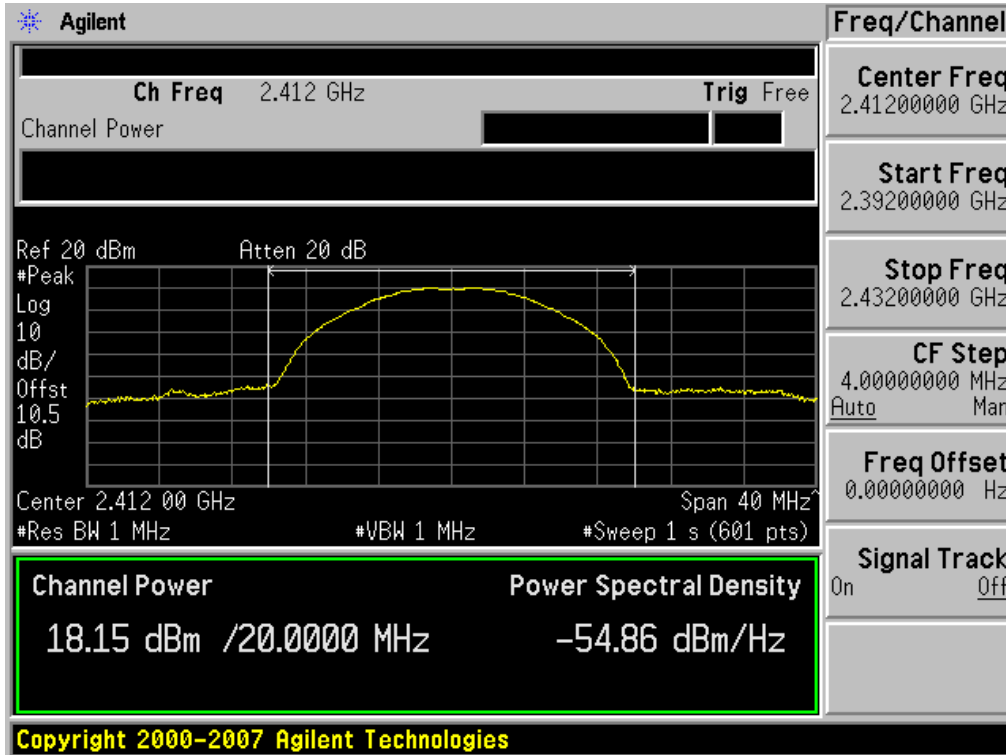 Agilent
Freq/Channel
Ch Freq 2.412 GHz Trig Free
Channel Power
Center Freq
2.41200000 GHz
Start Freq
2.39200000 GHz
Stop Freq
2.43200000 GHz
CF Step
4.00000000 MHz
Auto Man
Freq Offset
0.00000000 Hz
Signal Track
On Off
Ref 20 dBm Atten 20 dB
#Peak
Log
10
dB/
Offst
10.5
dB
Center 2.412 00 GHz Span 40 MHz^
#Res BW 1 MHz #VBW 1 MHz #Sweep 1 s (601 pts)
Channel Power Power Spectral Density
18.15 dBm /20.0000 MHz -54.86 dBm/Hz
Copyright 2000-2007 Agilent Technologies